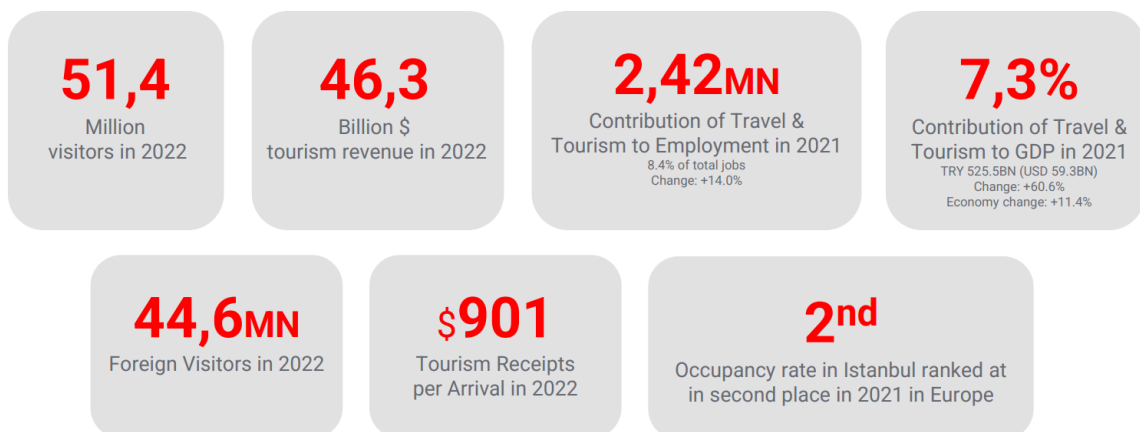 51,4
Million
visitors in 2022
46,3
Billion $
tourism revenue in 2022
2,42MN
Contribution of Travel &
Tourism to Employment in 2021
8.4% of total jobs
Change: +14.0%
7,3%
Contribution of Travel &
Tourism to GDP in 2021
TRY 525.5BN (USD 59.3BN)
Change: +60.6%
Economy change: +11.4%
44,6MN
Foreign Visitors in 2022
$901
Tourism Receipts
per Arrival in 2022
2nd
Occupancy rate in Istanbul ranked at
in second place in 2021 in Europe